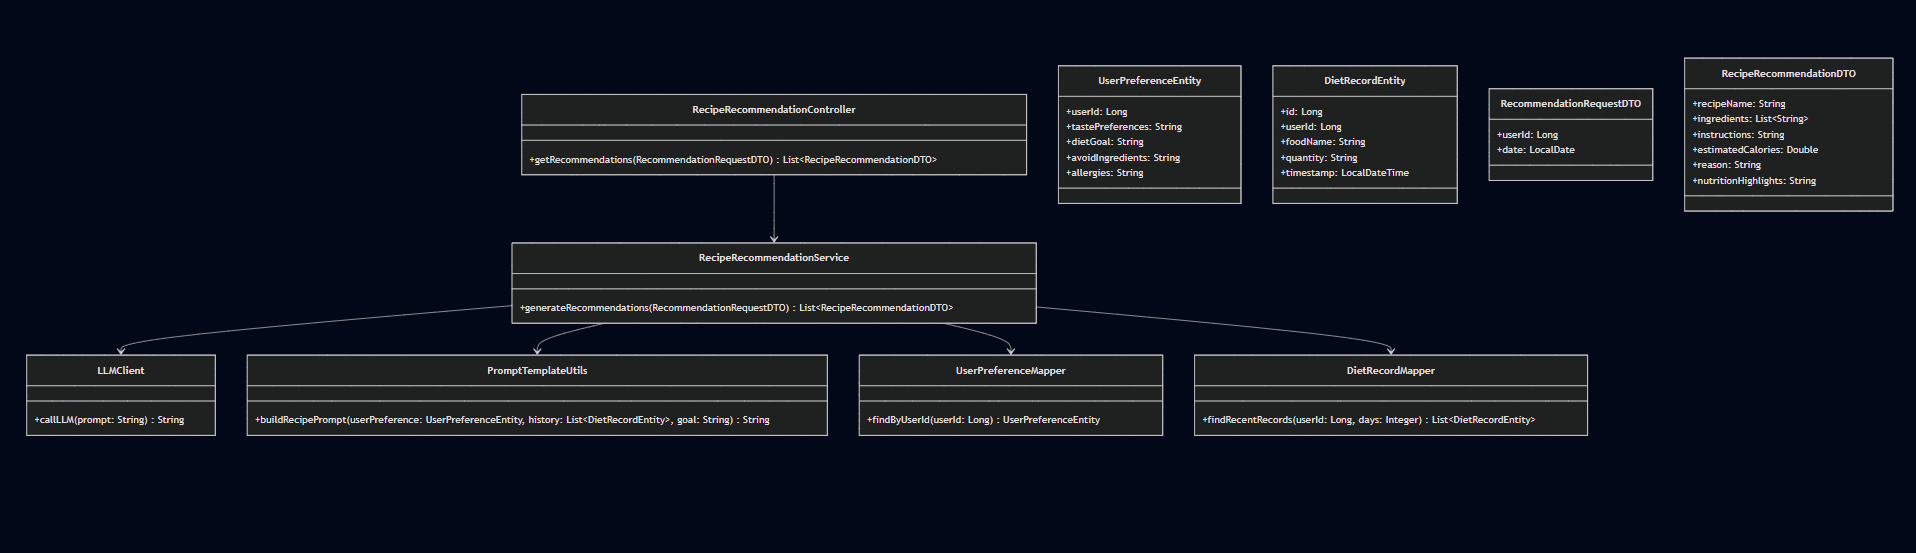 RecipeRecommendationController
+getRecommendations(RecommendationRequestDTO) : List<RecipeRecommendationDTO>
UserPreferenceEntity
+userId: Long
+tastePreferences: String
+dietGoal: String
+avoidIngredients: String
+allergies: String
DietRecordEntity
+id: Long
+userId: Long
+foodName: String
+quantity: String
+timestamp: LocalDateTime
RecommendationRequestDTO
+userId: Long
+date: LocalDate
RecipeRecommendationDTO
+recipeName: String
+ingredients: List<String>
+instructions: String
+estimatedCalories: Double
+reason: String
+nutritionHighlights: String
RecipeRecommendationService
+generateRecommendations(RecommendationRequestDTO) : List<RecipeRecommendationDTO>
LLMClient
+callLLM(prompt: String) : String
PromptTemplateUtils
+buildRecipePrompt(userPreference: UserPreferenceEntity, history: List<DietRecordEntity>, goal: String) : String
UserPreferenceMapper
+findByUserId(userId: Long) : UserPreferenceEntity
DietRecordMapper
+findRecentRecords(userId: Long, days: Integer) : List<DietRecordEntity>